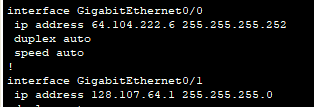 interface GigabitEthernet0/0
ip address 64.104.222.6 255.255.255.252
duplex auto
speed auto
!
interface GigabitEthernet0/1
ip address 128.107.64.1 255.255.255.0